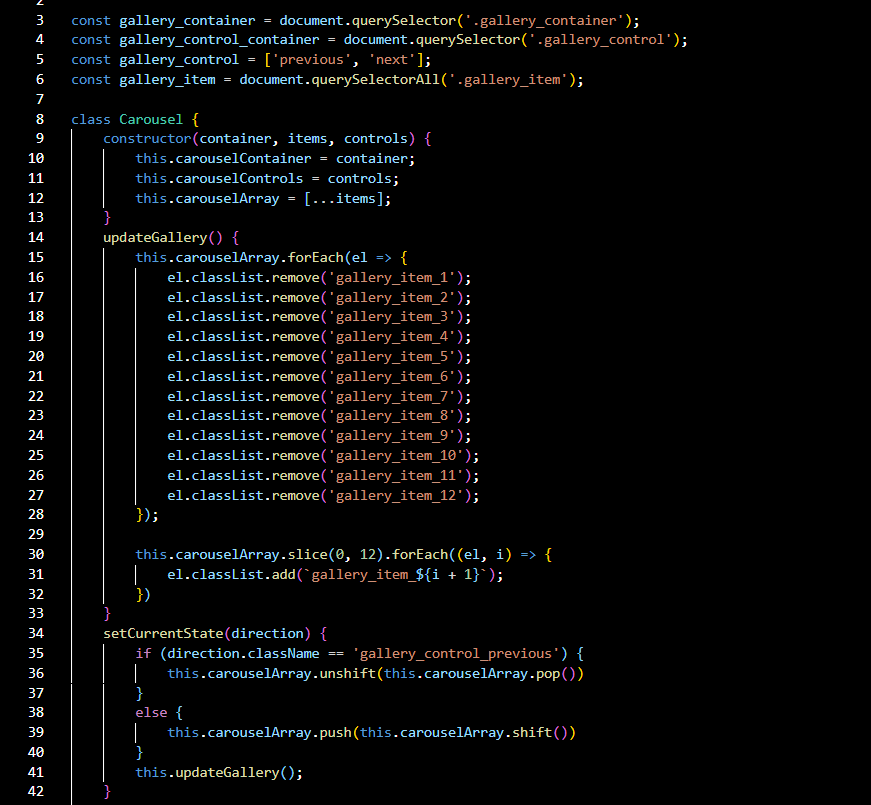 2
3 const gallery_container = document.querySelector('.gallery_container');
4 const gallery_control_container = document.querySelector('.gallery_control');
5 const gallery_control = ['previous', 'next'];
6 const gallery_item = document.querySelectorAll('.gallery_item');
7
8 class Carousel {
9     constructor(container, items, controls) {
10         this.carouselContainer = container;
11         this.carouselControls = controls;
12         this.carouselArray = [...items];
13     }
14     updateGallery() {
15         this.carouselArray.forEach(el => {
16             el.classList.remove('gallery_item_1');
17             el.classList.remove('gallery_item_2');
18             el.classList.remove('gallery_item_3');
19             el.classList.remove('gallery_item_4');
20             el.classList.remove('gallery_item_5');
21             el.classList.remove('gallery_item_6');
22             el.classList.remove('gallery_item_7');
23             el.classList.remove('gallery_item_8');
24             el.classList.remove('gallery_item_9');
25             el.classList.remove('gallery_item_10');
26             el.classList.remove('gallery_item_11');
27             el.classList.remove('gallery_item_12');
28         });
29
30         this.carouselArray.slice(0, 12).forEach((el, i) => {
31             el.classList.add(`gallery_item_${i + 1}`);
32         })
33     }
34     setCurrentState(direction) {
35         if (direction.className == 'gallery_control_previous') {
36             this.carouselArray.unshift(this.carouselArray.pop())
37         }
38         else {
39             this.carouselArray.push(this.carouselArray.shift())
40         }
41         this.updateGallery();
42     }